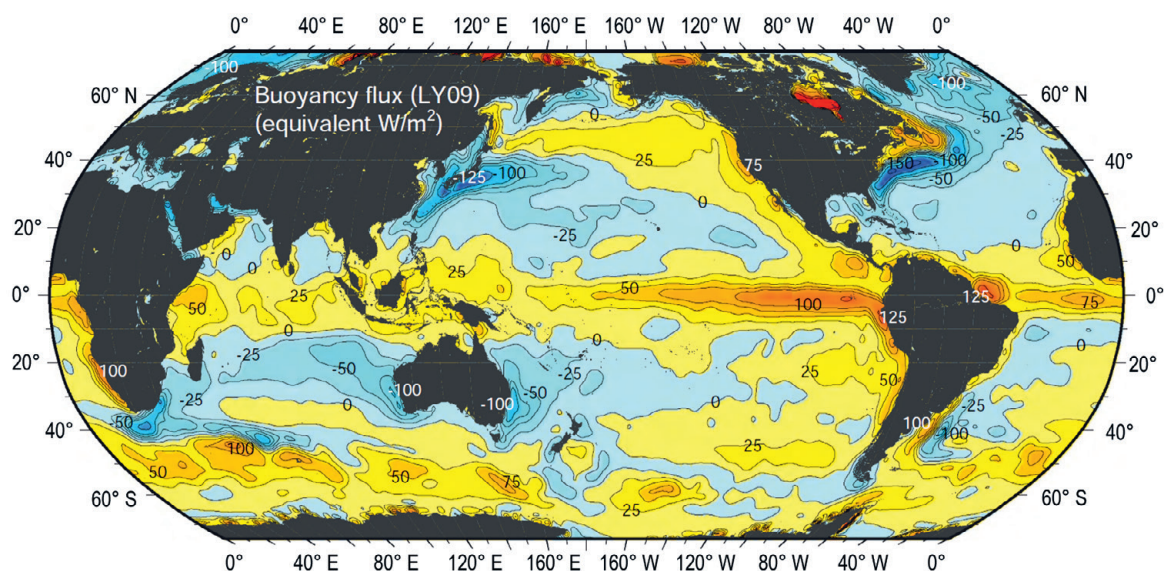 0° 40° E 80° E 120° E 160° E 160° W 120° W 80° W 40° W 0°
60° N 60° N
Buoyancy flux (LY09)
(equivalent W/m²)
40° 40°
20° 20°
0° 0°
20° 20°
40° 40°
60° S 60° S
0° 40° E 80° E 120° E 160° E 160° W 120° W 80° W 40° W 0°
100 0 100 -50 -25
25 75 -150 -100 -50
-125 -100 0
-25 0
0 0 25 50
50 25 50 100 125 125 75
0 0 0
100 -25 -50 25 50
-25 -50 0 -100 -100 -50 -25 0 100 -25
100 25 100
50 50 75
25